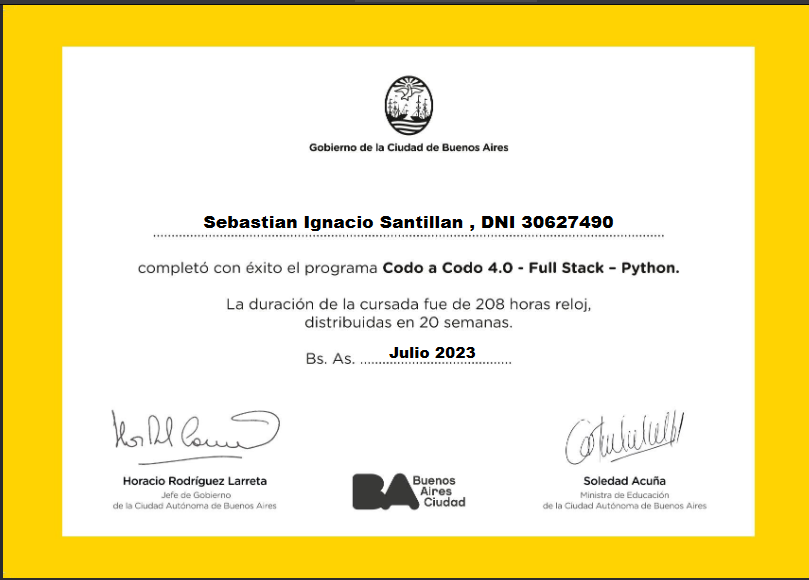 Gobierno de la Ciudad de Buenos Aires
Sebastian Ignacio Santillan , DNI 30627490
completó con éxito el programa Codo a Codo 4.0 - Full Stack – Python.
La duración de la cursada fue de 208 horas reloj,
distribuidas en 20 semanas.
Bs. As. Julio 2023
Horacio Rodríguez Larreta
Jefe de Gobierno
de la Ciudad Autónoma de Buenos Aires
BA Buenos
Aires
Ciudad
Soledad Acuña
Ministra de Educación
de la Ciudad Autónoma de Buenos Aires